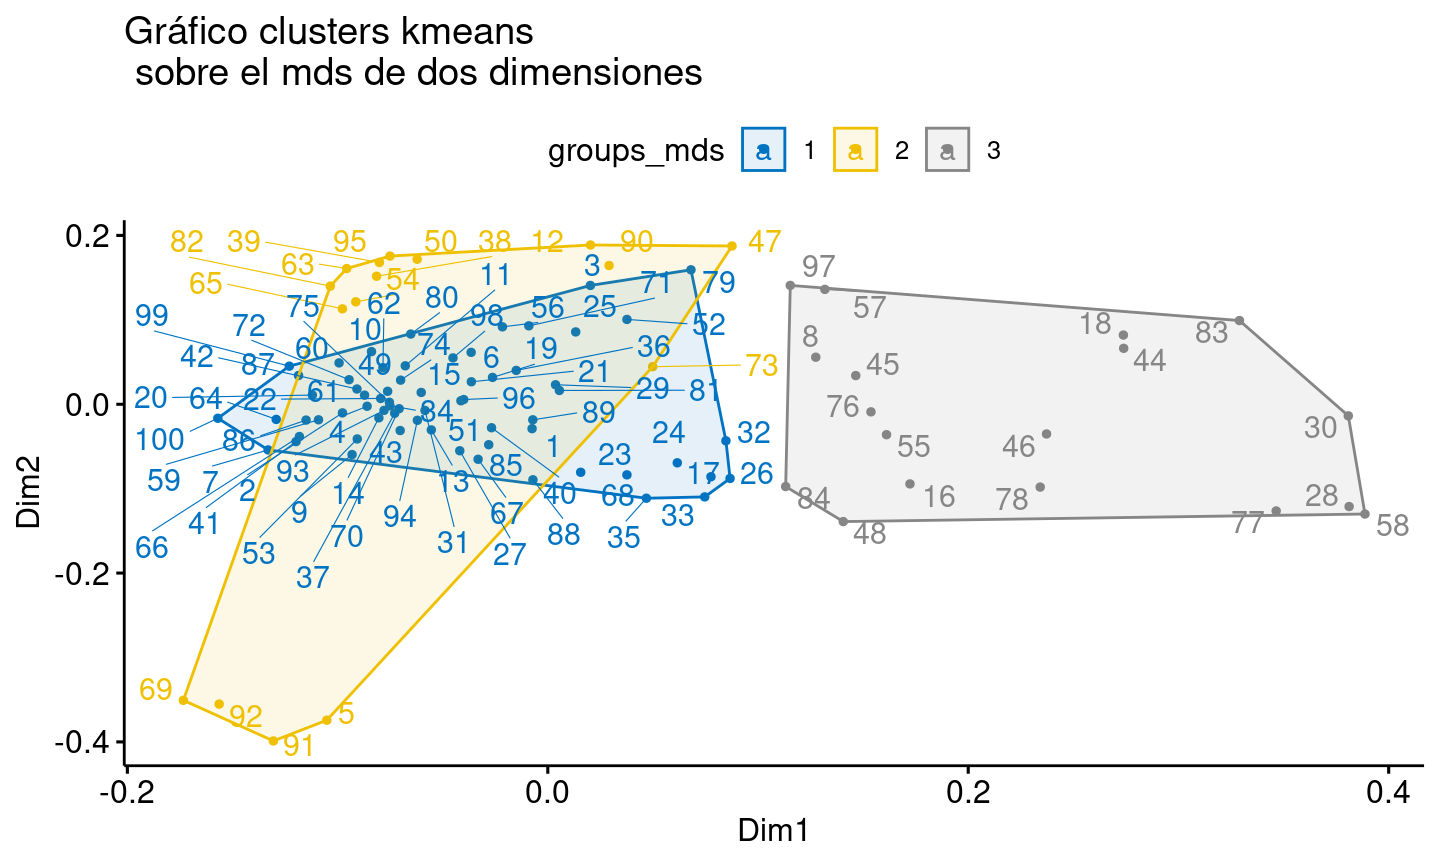 Gráfico clusters kmeans
sobre el mds de dos dimensiones
groups_mds a 1 a 2 a 3
0.2
0.0
-0.2
-0.4
Dim2
-0.2 0.0 0.2 0.4
Dim1
82 39 95 50 38 12 90 47
63 54 3 97
65 11 71 79 57
99 75 62 80 98 56 25 52 18 83
72 10 74 36 8 44
42 87 60 49 6 19 21 73 45
20 64 22 61 15 96 29 81 76 30
100 86 4 34 51 89 24 32 55 46
59 7 93 43 85 1 23 17 26 16 78 28
2 14 13 40 68 84
41 9 94 67 33 77 58
66 53 70 31 27 88 35 48
37
69 92 5
91